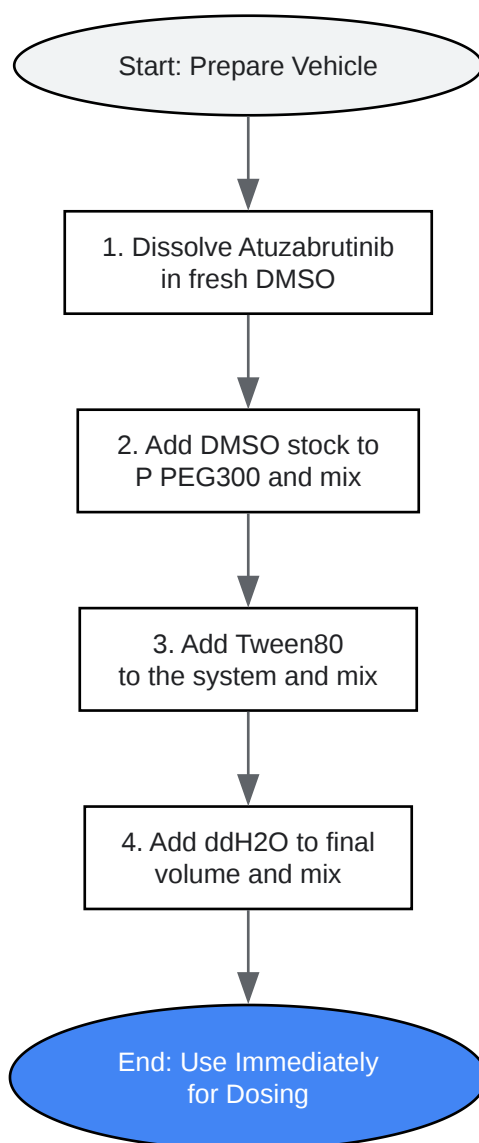 Start: Prepare Vehicle
1. Dissolve Atuzabrutinib
in fresh DMSO
2. Add DMSO stock to
P PEG300 and mix
3. Add Tween80
to the system and mix
4. Add ddH2O to final
volume and mix
End: Use Immediately
for Dosing